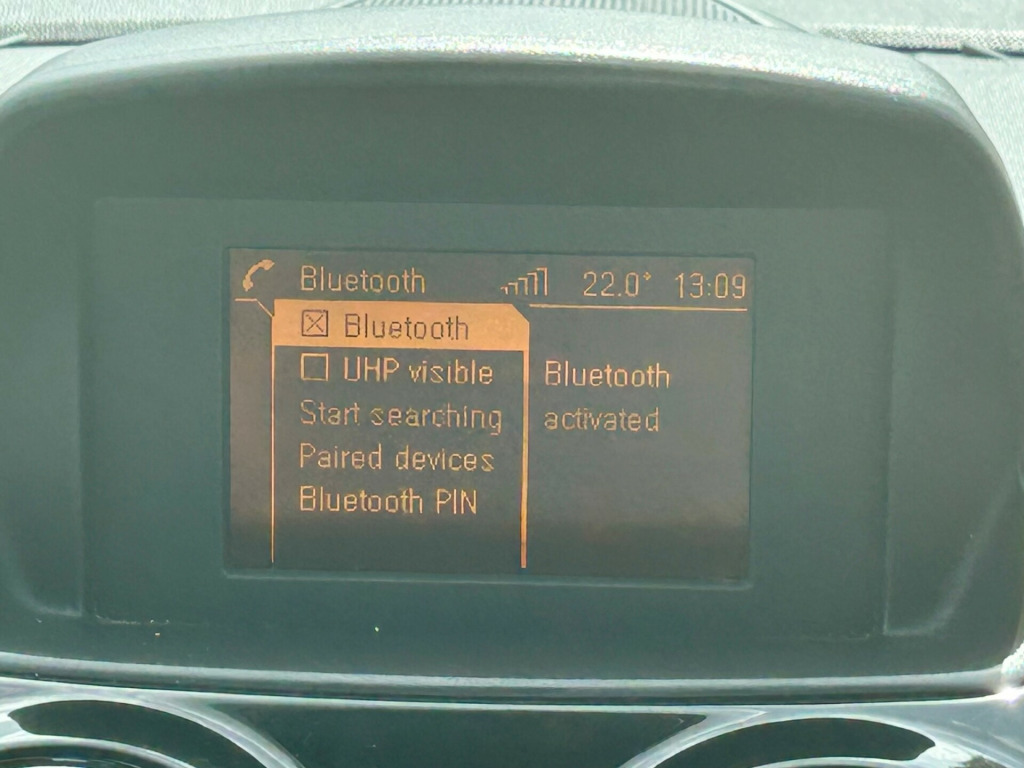 Bluetooth 22.0° 13:09
Bluetooth
UHP visible
Start searching
Paired devices
Bluetooth PIN
Bluetooth
activated